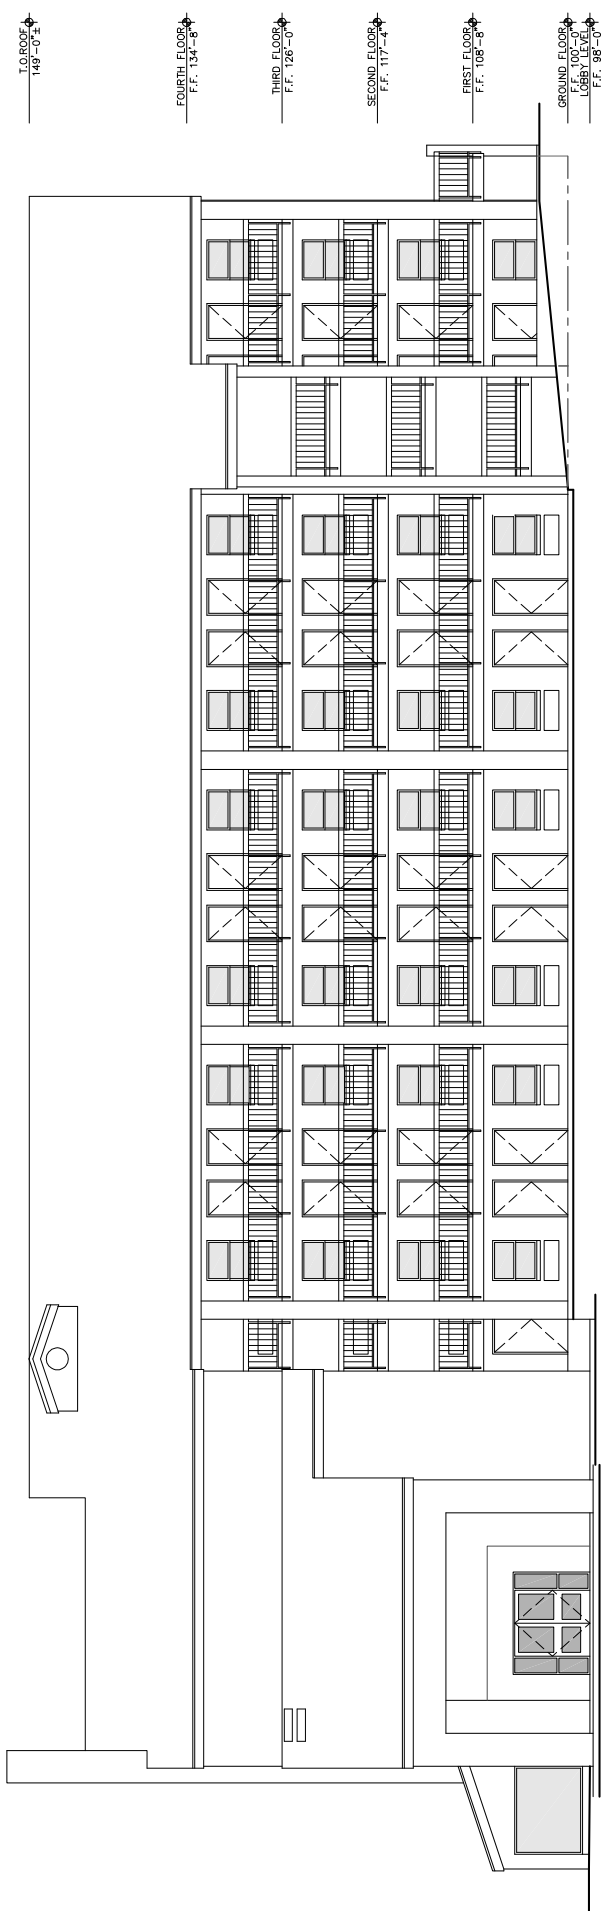 T.O.ROOF
149'-0"±
FOURTH FLOOR
F.F. 134'-8"
THIRD FLOOR
F.F. 126'-0"
SECOND FLOOR
F.F. 117'-4"
FIRST FLOOR
F.F. 108'-8"
GROUND FLOOR
F.F. 100'-0"
LOBBY LEVEL
F.F. 98'-0"